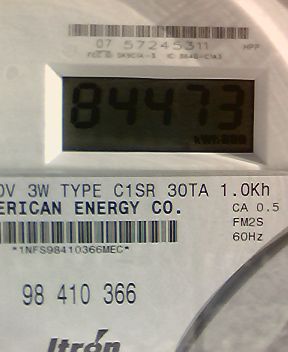 07 57245311 HPP
84473
0V 3W TYPE C1SR 30TA 1.0Kh
ERICAN ENERGY CO. CA 0.5
FM2S
60Hz
*1NFS98410366MEC*
98 410 366
Itron